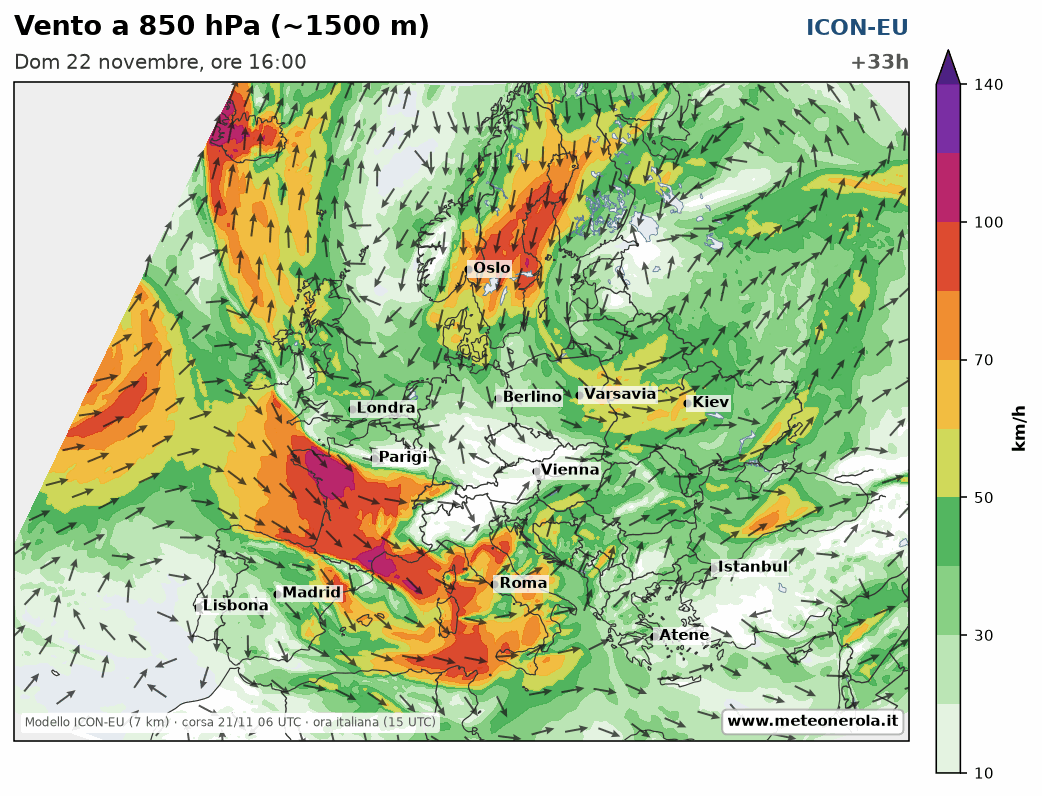 Vento a 850 hPa (~1500 m)
ICON-EU
Dom 22 novembre, ore 16:00
+33h
140
100
70
50
30
10
km/h
Oslo
Berlino
Varsavia
Kiev
Londra
Parigi
Vienna
Istanbul
Roma
Madrid
Lisbona
Atene
Modello ICON-EU (7 km) · corsa 21/11 06 UTC · ora italiana (15 UTC)
www.meteonerola.it